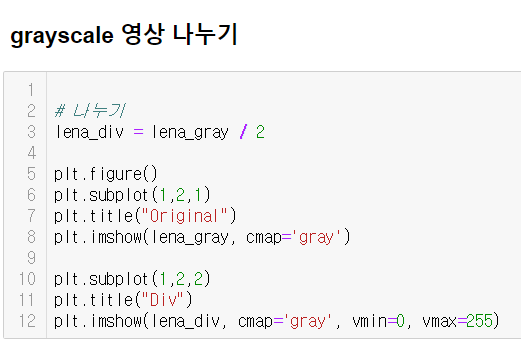 grayscale 영상 나누기
1
2 # 나누기
3 lena_div = lena_gray / 2
4
5 plt.figure()
6 plt.subplot(1,2,1)
7 plt.title("Original")
8 plt.imshow(lena_gray, cmap='gray')
9
10 plt.subplot(1,2,2)
11 plt.title("Div")
12 plt.imshow(lena_div, cmap='gray', vmin=0, vmax=255)